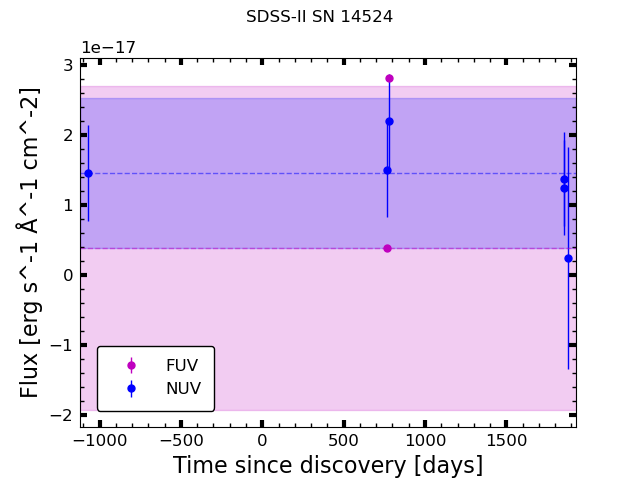 SDSS-II SN 14524
1e−17
3
2
1
0
−1
−2
Flux [erg s^-1 Å^-1 cm^-2]
FUV
NUV
−1000 −500 0 500 1000 1500
Time since discovery [days]